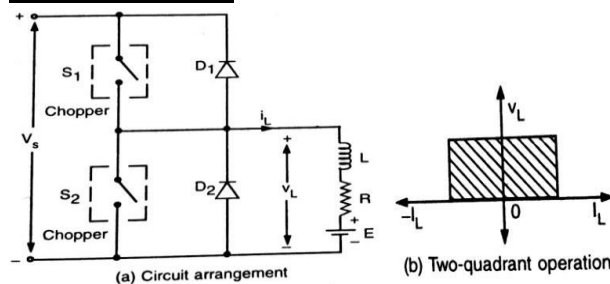 +
S₁
Chopper
D₁
Vs
iL
+
L
S₂
Chopper
D₂
vL
R
+
−
E
−
−
(a) Circuit arrangement
vL
−IL
0
IL
(b) Two-quadrant operation